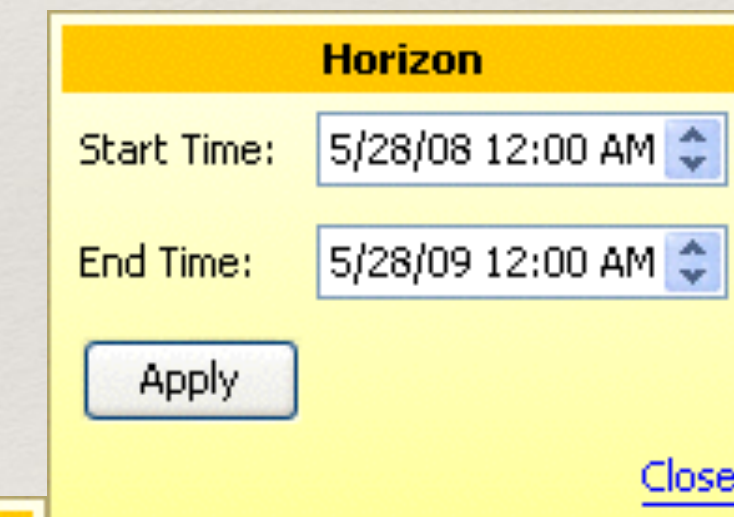 Horizon
Start Time: 5/28/08 12:00 AM
End Time: 5/28/09 12:00 AM
Apply
Close